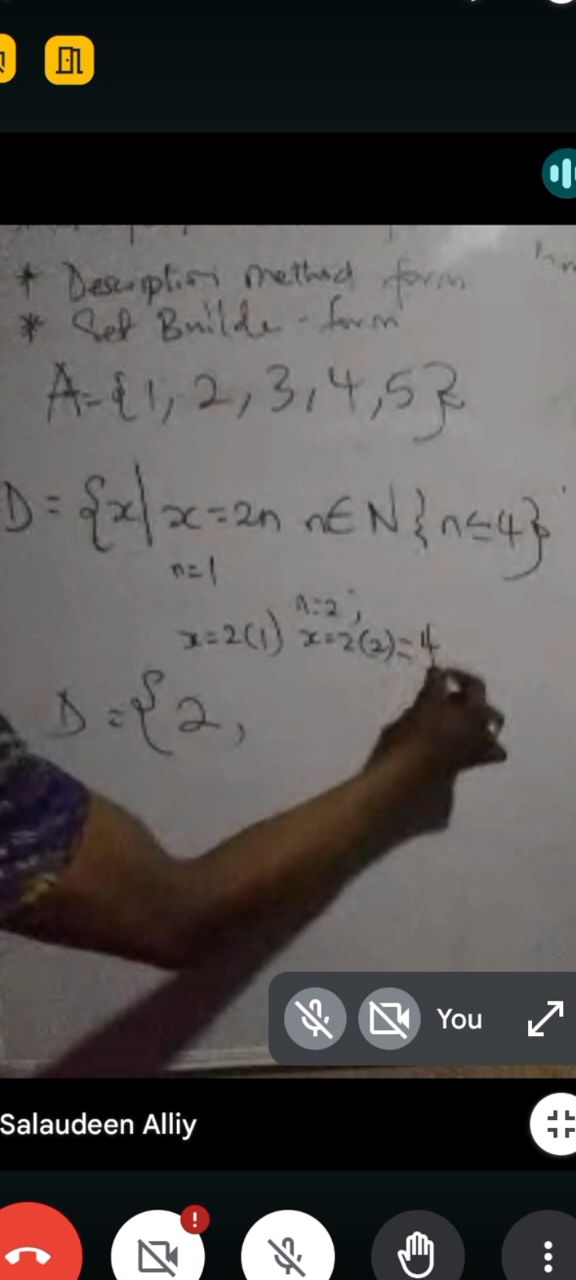 * Description method form
* Set Builde - form
A={1, 2, 3, 4, 5}
D = {x| x=2n n∈N {n≤4}
n=1
n=2;
x=2(1) x=2(2)=4
D = { 2,
You
Salaudeen Alliy
!